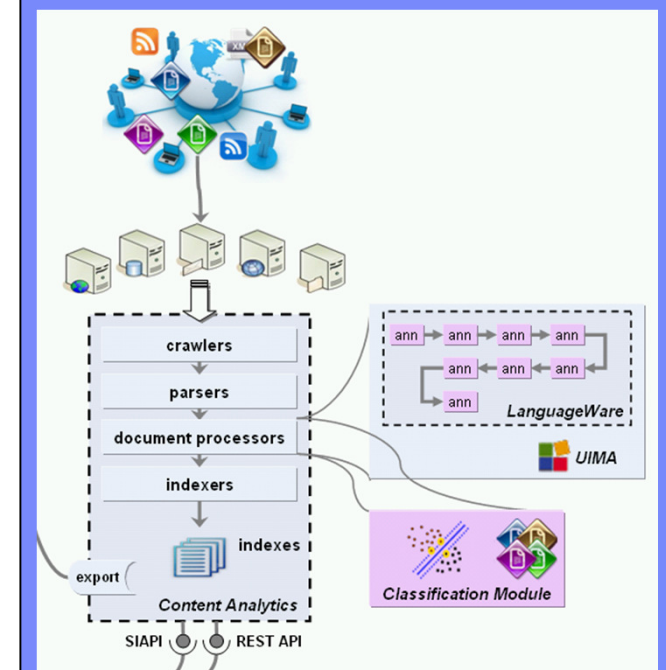 XM
crawlers
parsers
document processors
indexers
indexes
export
Content Analytics
SIAPI
REST API
ann ann ann ann
ann ann ann
ann
LanguageWare
UIMA
Classification Module